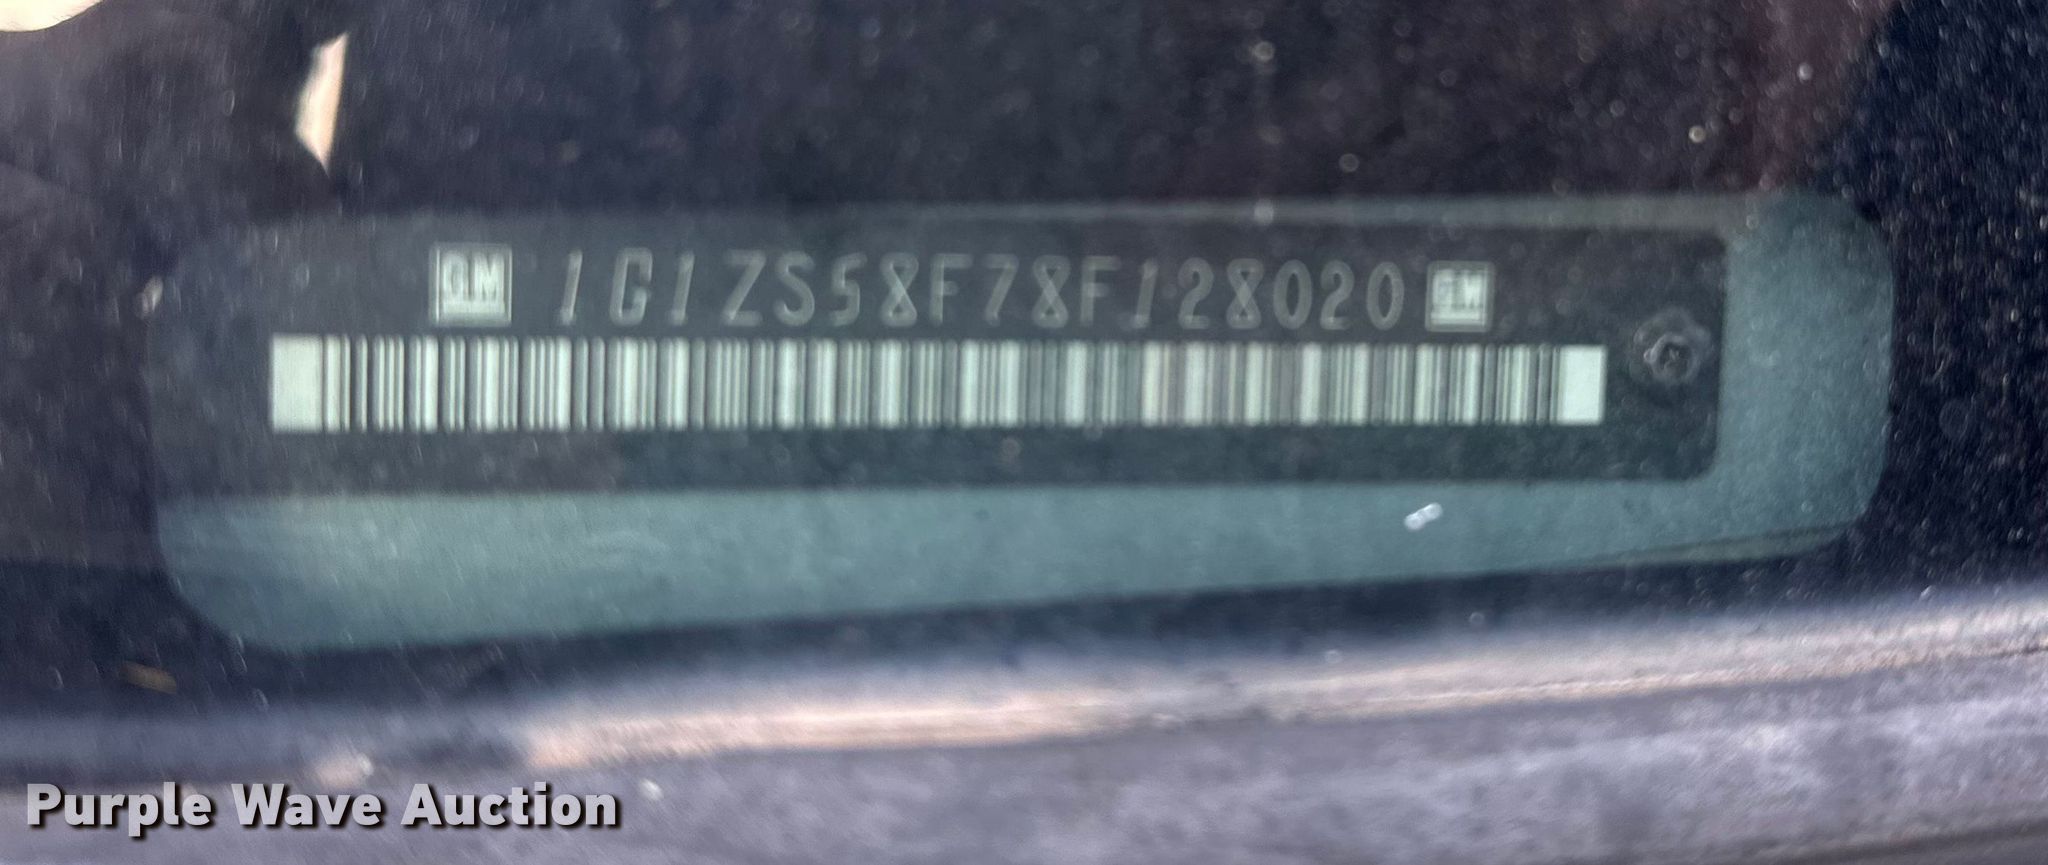 GM 1G1ZS58F78F128020 GM
Purple Wave Auction